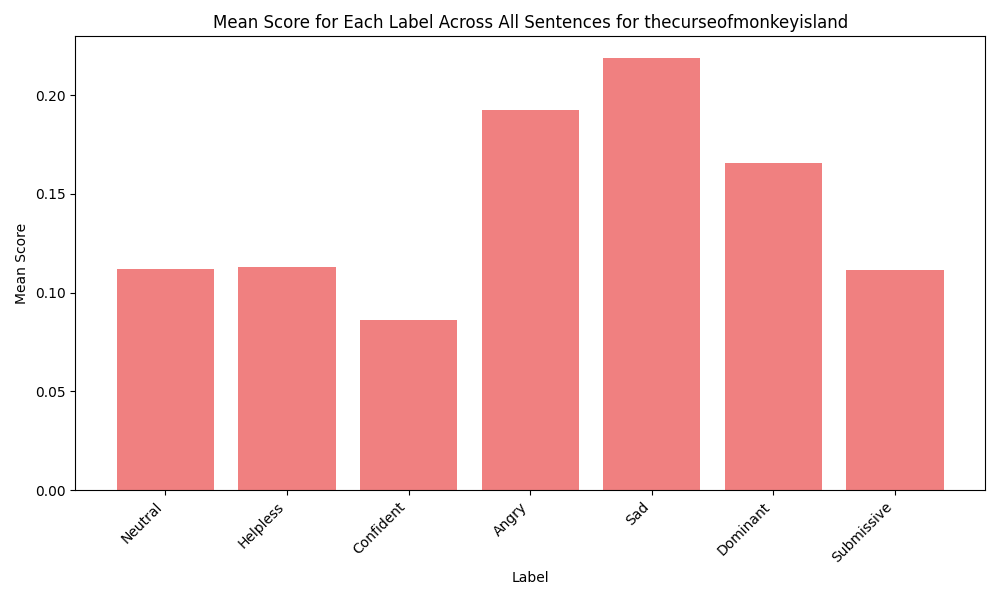 Mean Score for Each Label Across All Sentences for thecurseofmonkeyisland
Mean Score
0.20
0.15
0.10
0.05
0.00
Neutral
Helpless
Confident
Angry
Sad
Dominant
Submissive
Label